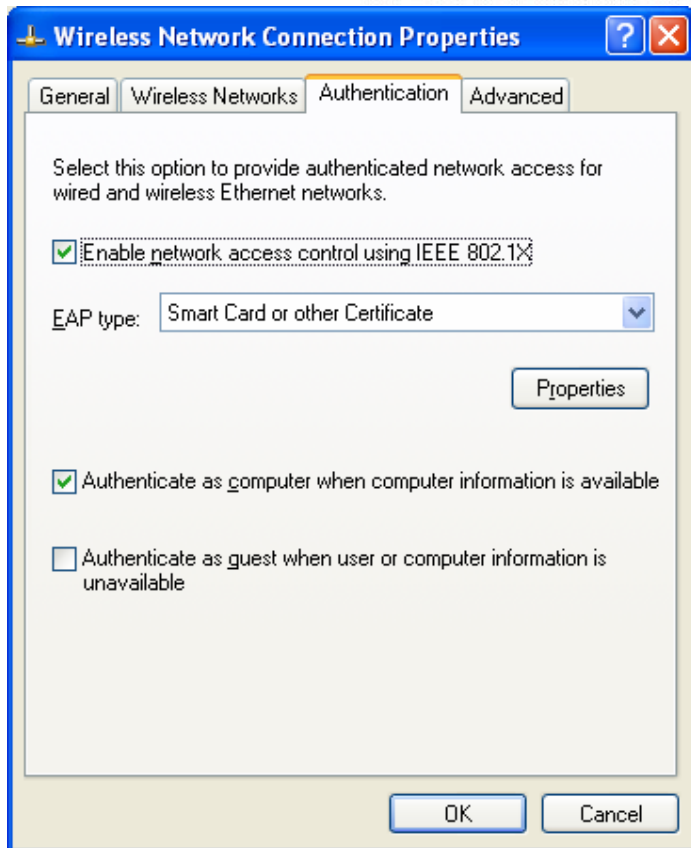 Wireless Network Connection Properties
General Wireless Networks Authentication Advanced
Select this option to provide authenticated network access for
wired and wireless Ethernet networks.
Enable network access control using IEEE 802.1X
EAP type: Smart Card or other Certificate
Properties
Authenticate as computer when computer information is available
Authenticate as guest when user or computer information is
unavailable
OK Cancel